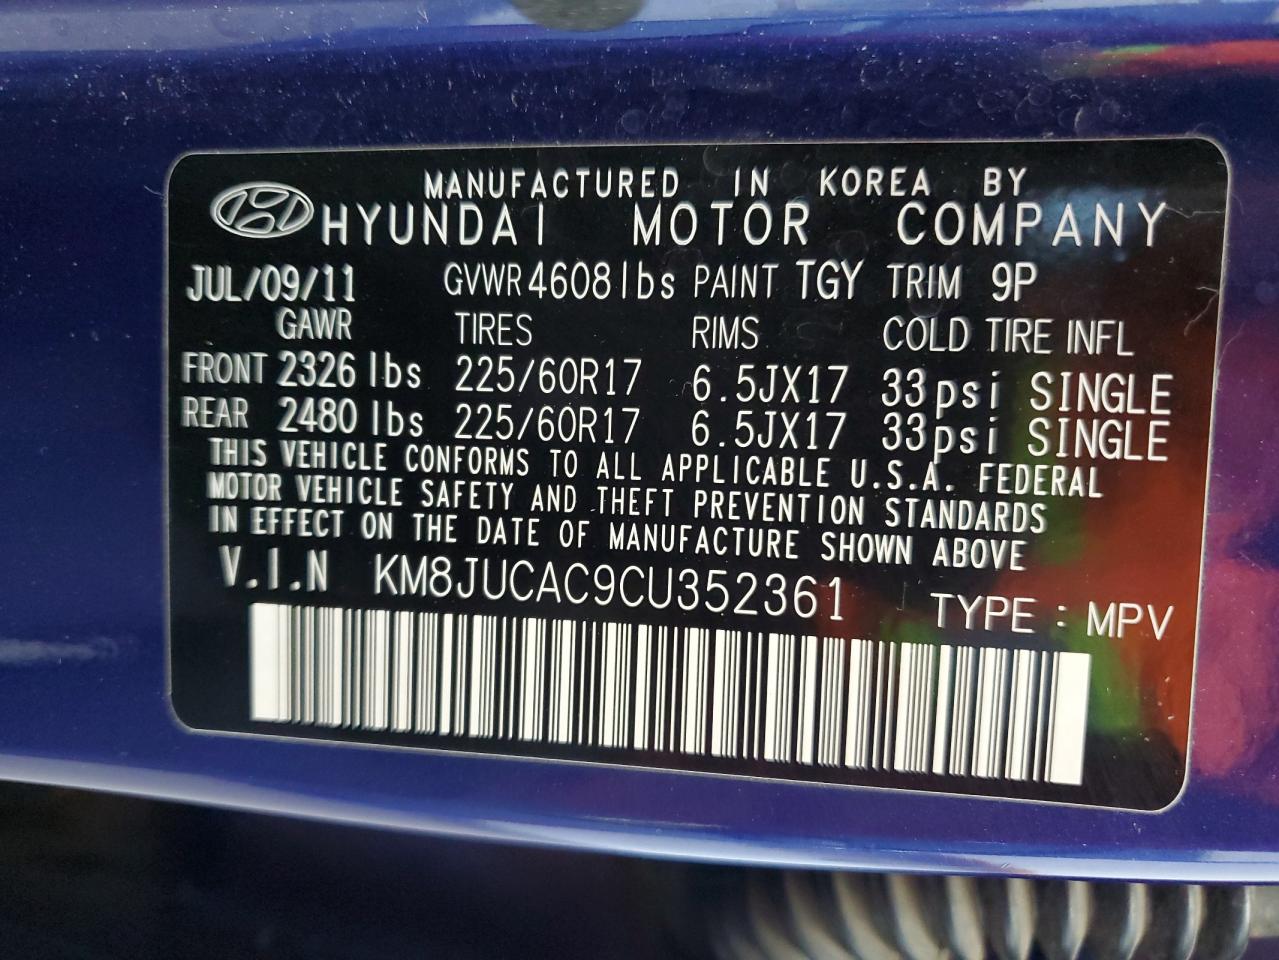 MANUFACTURED IN KOREA BY
HYUNDAI MOTOR COMPANY
JUL/09/11 GVWR 4608lbs PAINT TGY TRIM 9P
GAWR TIRES RIMS COLD TIRE INFL
FRONT 2326 lbs 225/60R17 6.5JX17 33psi SINGLE
REAR 2480 lbs 225/60R17 6.5JX17 33psi SINGLE
THIS VEHICLE CONFORMS TO ALL APPLICABLE U.S.A. FEDERAL
MOTOR VEHICLE SAFETY AND THEFT PREVENTION STANDARDS
IN EFFECT ON THE DATE OF MANUFACTURE SHOWN ABOVE
V.I.N KM8JUCAC9CU352361 TYPE : MPV